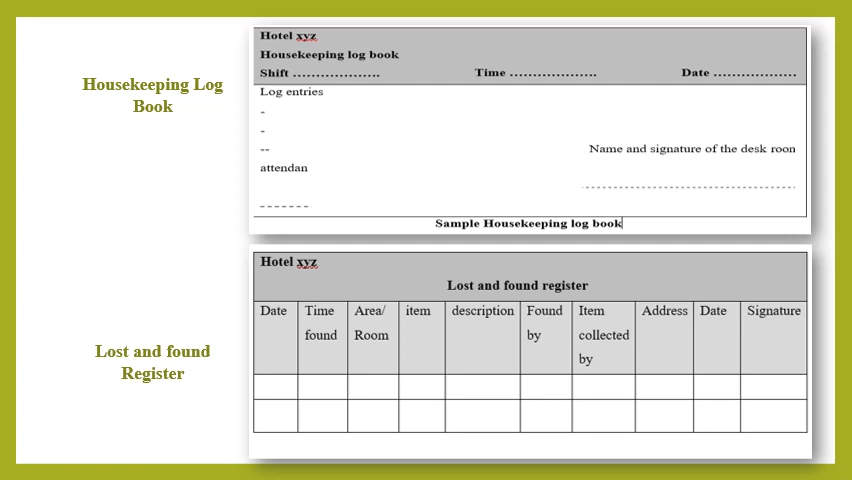 Housekeeping Log
Book
Hotel xyz
Housekeeping log book
Shift ………………. Time ………………. Date ………………
Log entries
-
-
-- Name and signature of the desk roon
attendan
-------
Sample Housekeeping log book
Lost and found
Register
Hotel xyz
Lost and found register
Date Time found Area/ Room item description Found by Item collected by Address Date Signature